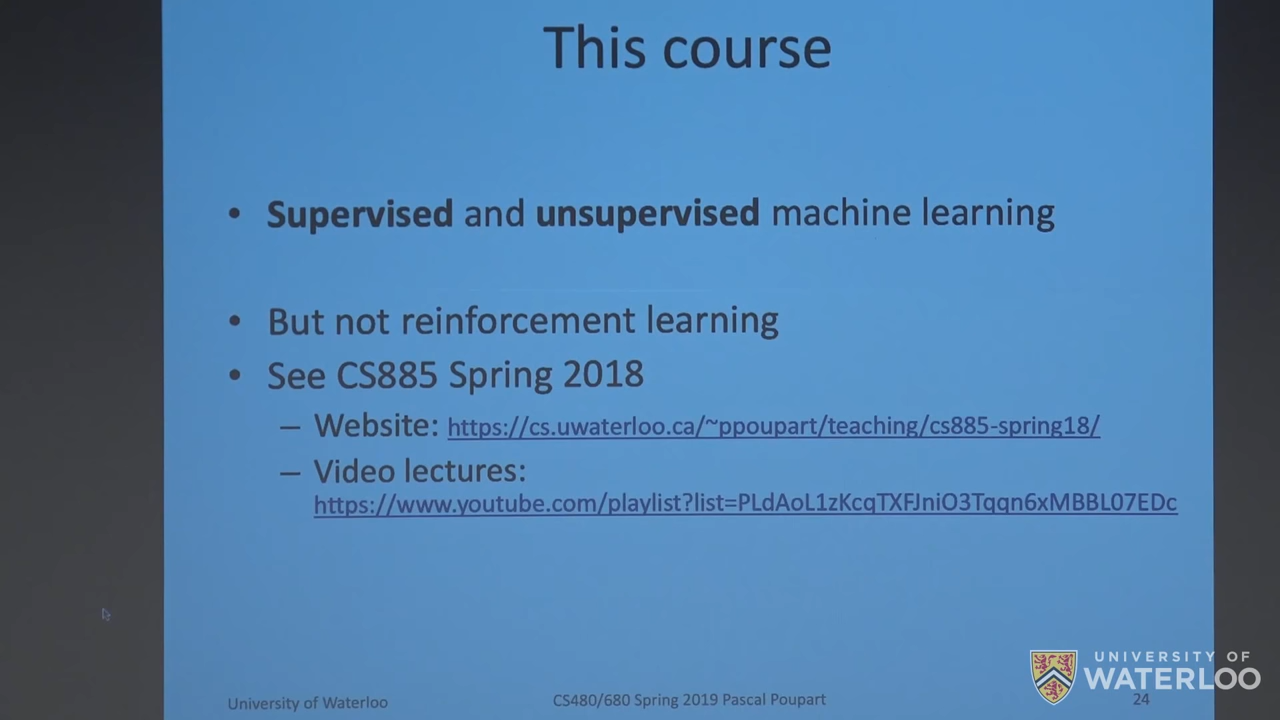 This course
• Supervised and unsupervised machine learning
• But not reinforcement learning
• See CS885 Spring 2018
– Website: https://cs.uwaterloo.ca/~ppoupart/teaching/cs885-spring18/
– Video lectures:
https://www.youtube.com/playlist?list=PLdAoL1zKcqTXFJniO3Tqqn6xMBBL07EDc
University of Waterloo
CS480/680 Spring 2019 Pascal Poupart
24
UNIVERSITY OF
WATERLOO